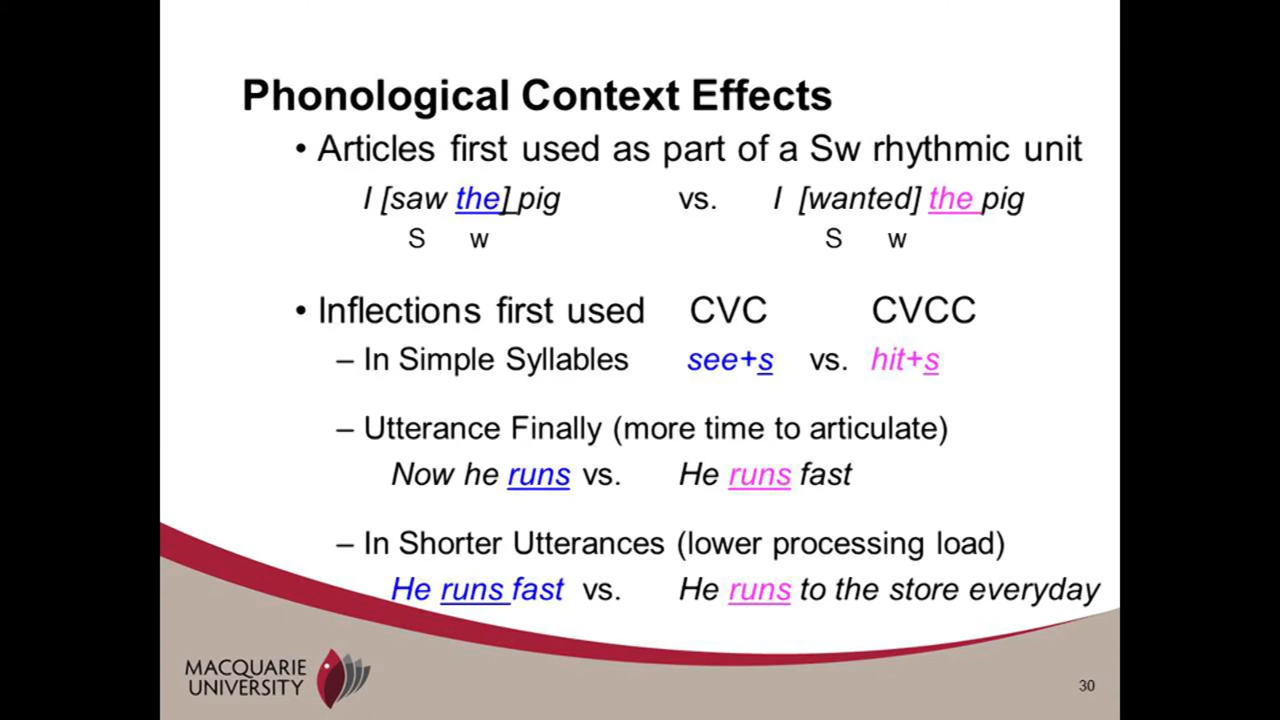 Phonological Context Effects
• Articles first used as part of a Sw rhythmic unit
I [saw the] pig vs. I [wanted] the pig
S w S w
• Inflections first used CVC CVCC
– In Simple Syllables see+s vs. hit+s
– Utterance Finally (more time to articulate)
Now he runs vs. He runs fast
– In Shorter Utterances (lower processing load)
He runs fast vs. He runs to the store everyday
MACQUARIE
UNIVERSITY
30